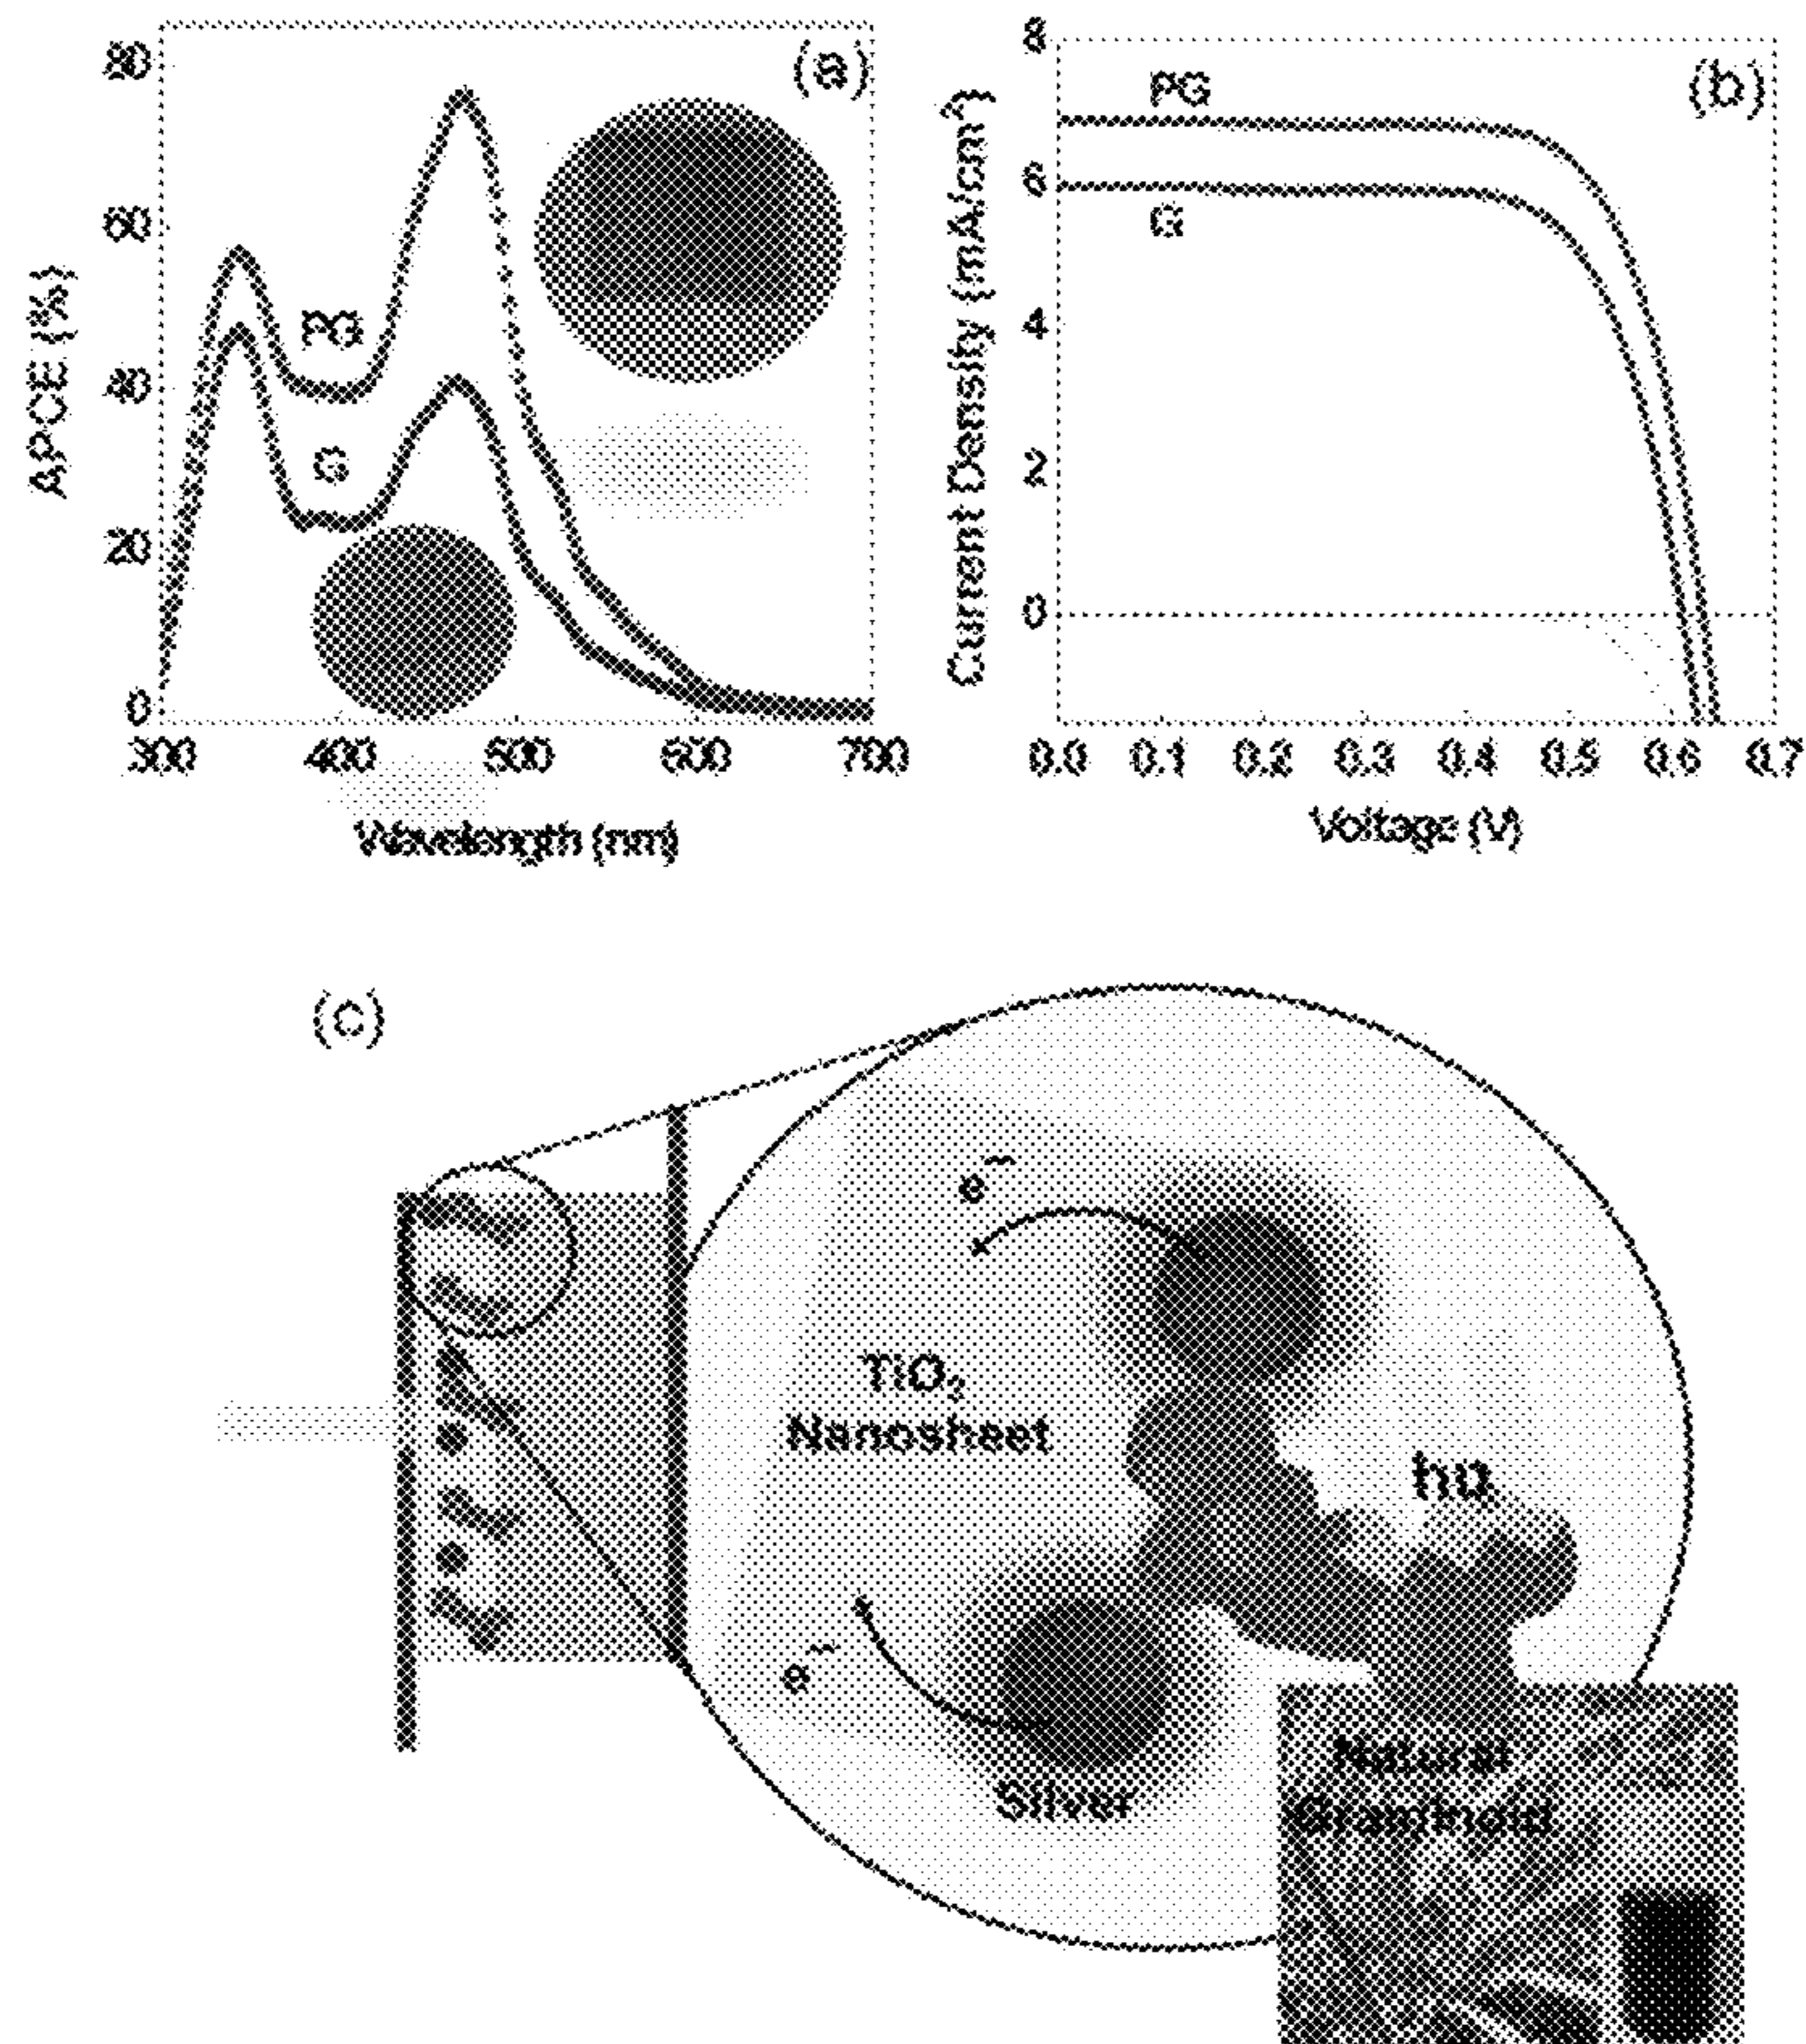 (a)
APCE (%)
80
60
40
20
0
PG
G
300 400 500 600 700
Wavelength (nm)
(b)
Current Density (mA/cm²)
8
6
4
2
0
PG
G
0.0 0.1 0.2 0.3 0.4 0.5 0.6 0.7
Voltage (V)
(c)
e⁻
TiO₂
Nanosheet
hυ
e⁻
Silver
Natural
Graminoid